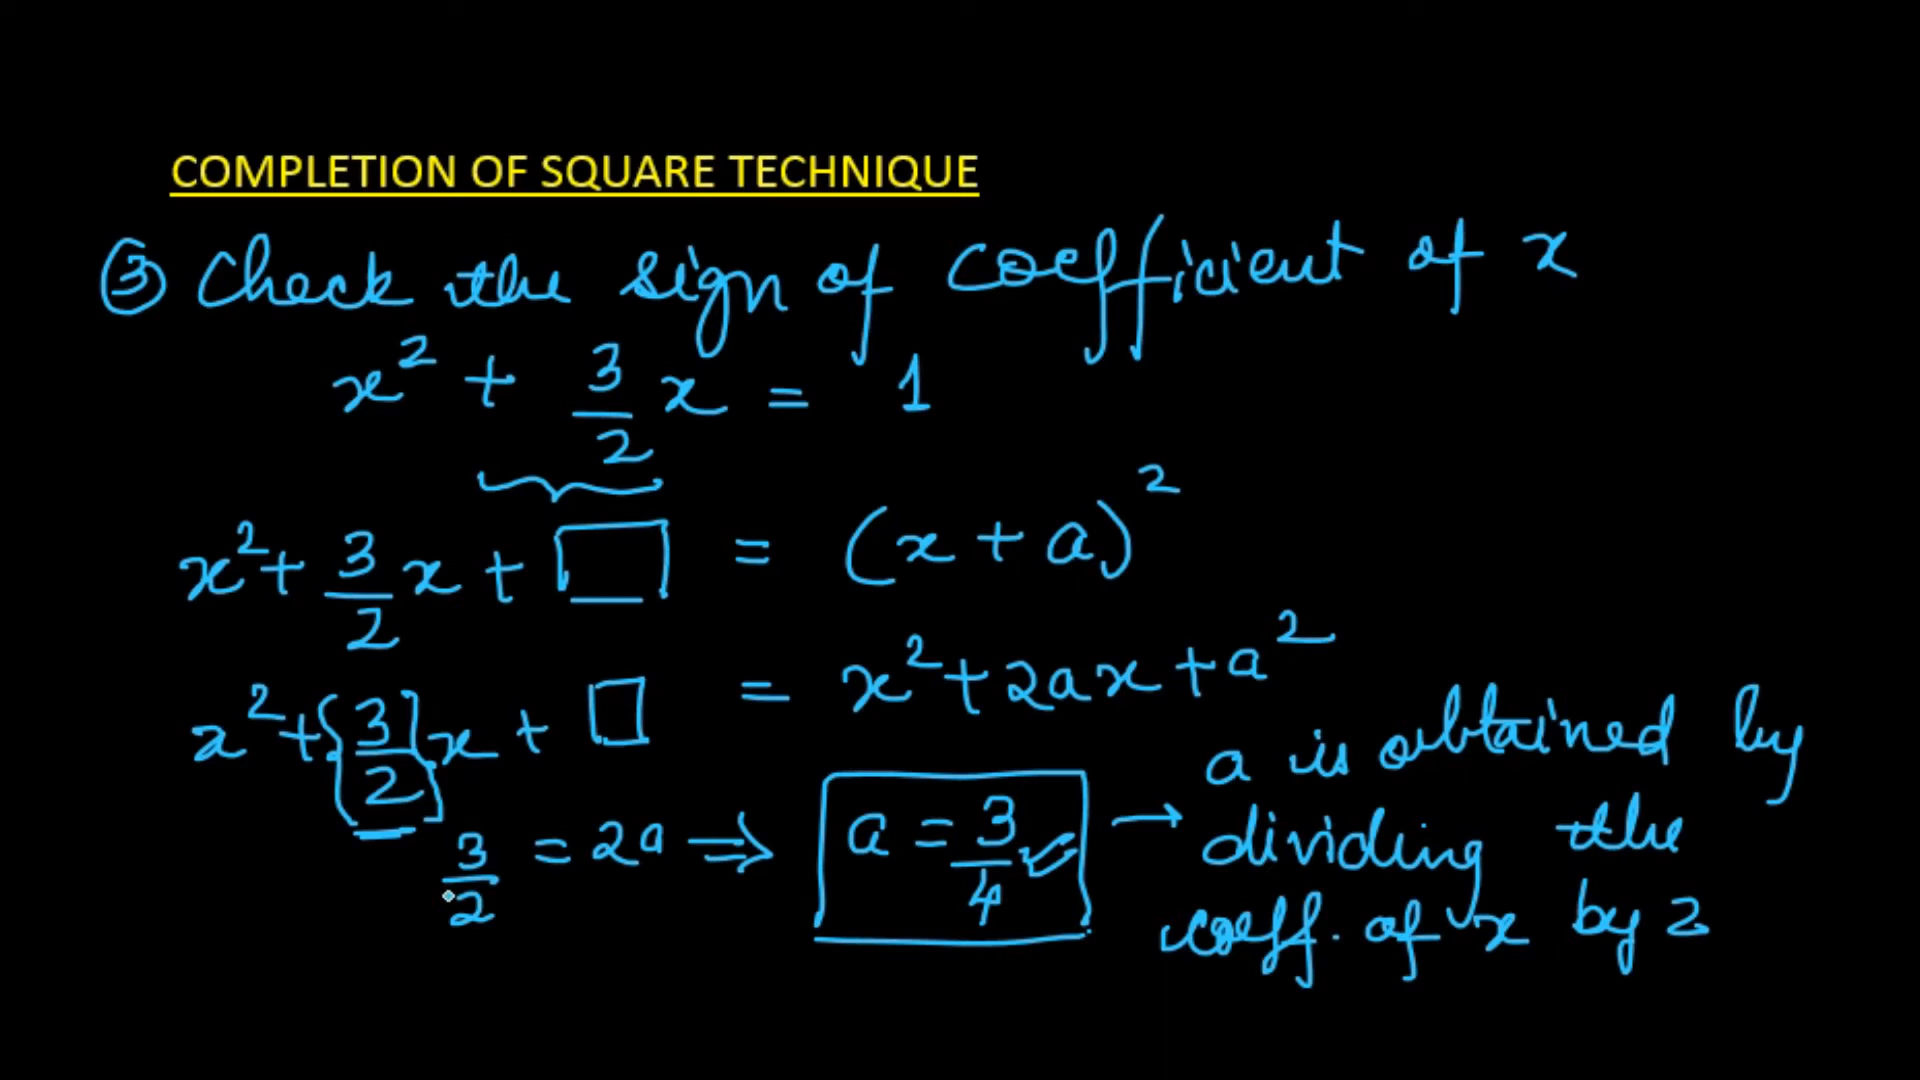 COMPLETION OF SQUARE TECHNIQUE
③ Check the sign of coefficient of x
x² + 3/2 x = 1
x² + 3/2 x + □ = (x + a)²
x² + {3/2} x + □ = x² + 2ax + a²
3/2 = 2a ⇒ a = 3/4 ✓ → a is obtained by
dividing the
coeff. of x by 2